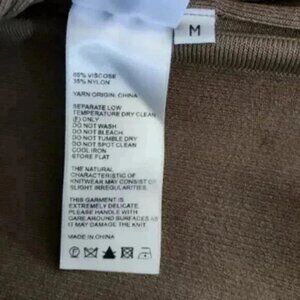 M
65% VISCOSE
35% NYLON
YARN ORIGIN: CHINA
SEPARATE LOW
TEMPERATURE DRY CLEAN
(F) ONLY
DO NOT WASH
DO NOT BLEACH
DO NOT TUMBLE DRY
DO NOT SPOT CLEAN
COOL IRON
STORE FLAT
THE NATURAL
CHARACTERISTIC OF
KNITWEAR MAY CONSIST OF
SLIGHT IRREGULARITIES.
THIS GARMENT IS
EXTREMELY DELICATE.
PLEASE HANDLE WITH
CARE AROUND SURFACES AS
IT MAY DAMAGE THE KNIT.
MADE IN CHINA